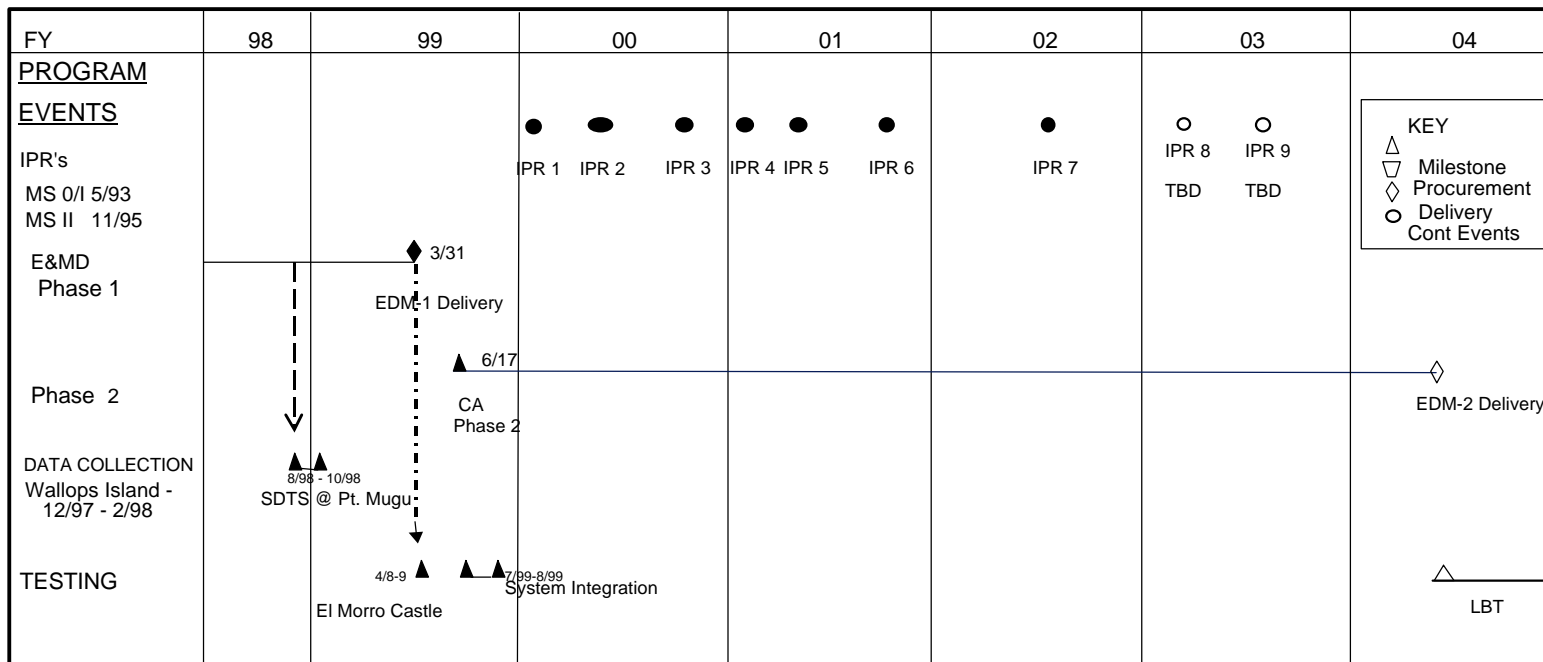 FY 98 99 00 01 02 03 04
PROGRAM
EVENTS
KEY
IPR's
IPR 1 IPR 2 IPR 3 IPR 4 IPR 5 IPR 6 IPR 7 IPR 8 IPR 9
TBD TBD
Milestone
Procurement
Delivery
Cont Events
MS 0/I 5/93
MS II 11/95
E&MD
Phase 1
3/31
EDM-1 Delivery
6/17
Phase 2
CA
Phase 2
EDM-2 Delivery
DATA COLLECTION
Wallops Island -
12/97 - 2/98
8/98 - 10/98
SDTS @ Pt. Mugu
TESTING
4/8-9
El Morro Castle
7/99-8/99
System Integration
LBT